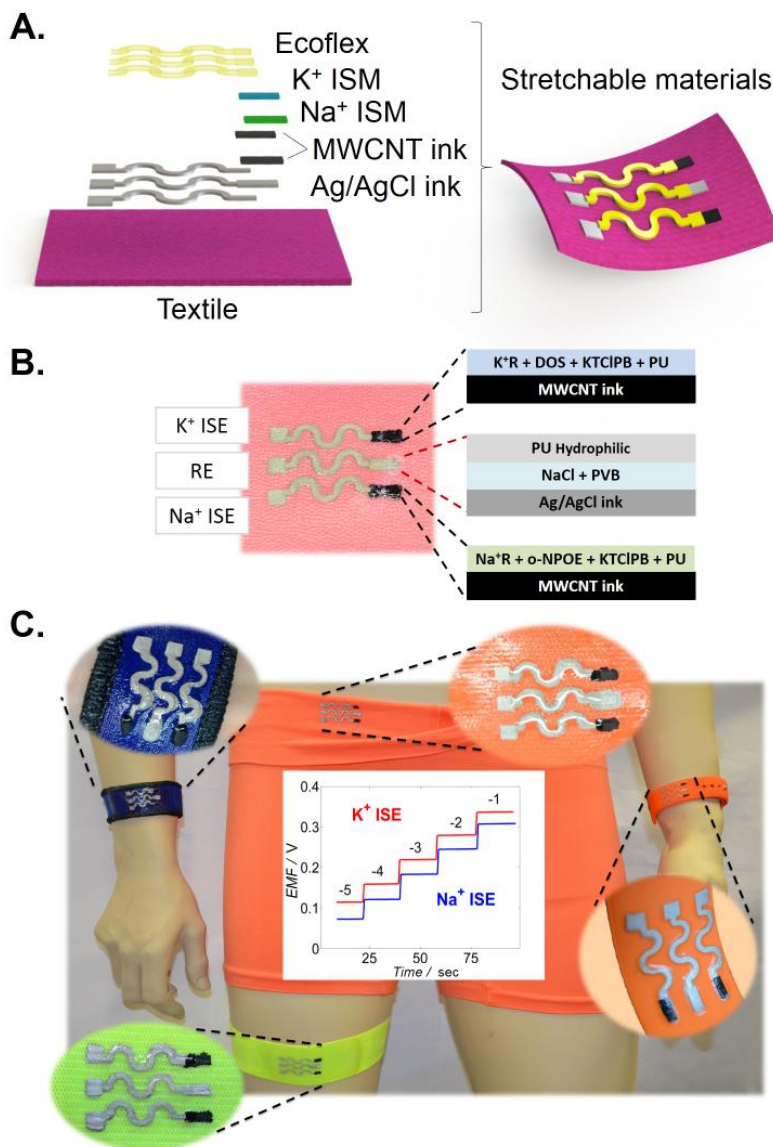 A.
Ecoflex
K⁺ ISM
Na⁺ ISM
MWCNT ink
Ag/AgCl ink
Textile
Stretchable materials
B.
K⁺ ISE
RE
Na⁺ ISE
K⁺R + DOS + KTClPB + PU
MWCNT ink
PU Hydrophilic
NaCl + PVB
Ag/AgCl ink
Na⁺R + o-NPOE + KTClPB + PU
MWCNT ink
C.
0.4
0.3
0.2
0.1
0
EMF / V
K⁺ ISE
-5
-4
-3
-2
-1
Na⁺ ISE
25
50
75
Time / sec